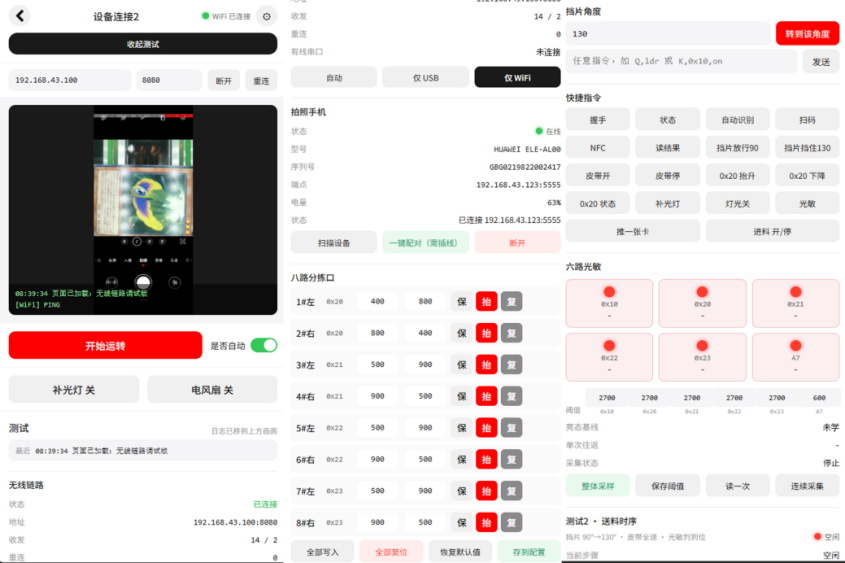 设备连接2
WiFi 已连接
收起测试
192.168.43.100
8080
断开
重连
08:39:34 页面已加载: 无线链路调试版
[WiFi] PING
开始运转
是否自动
补光灯 关
电风扇 关
测试
日志已移到上方画面
最近 08:39:34 页面已加载: 无线链路调试版
无线链路
状态
已连接
地址
192.168.43.100:8080
收发
14 / 2
重连
0
收发
14 / 2
重连
0
有线串口
未连接
自动
仅 USB
仅 WiFi
拍照手机
状态
在线
型号
HUAWEI ELE-AL00
序列号
GBG0219822002417
端点
192.168.43.123:5555
电量
63%
状态
已连接 192.168.43.123:5555
扫描设备
一键配对（需插线）
断开
八路分拣口
1#左 0x20 400 800 保 抬 复
2#右 0x20 800 400 保 抬 复
3#左 0x21 500 900 保 抬 复
4#右 0x21 900 500 保 抬 复
5#左 0x22 500 900 保 抬 复
6#右 0x22 900 500 保 抬 复
7#左 0x23 500 900 保 抬 复
8#右 0x23 900 500 保 抬 复
全部写入
全部复位
恢复默认值
存到配置
挡片角度
130
转到该角度
任意指令, 如 Q,ldr 或 K,0x10,on
发送
快捷指令
握手
状态
自动识别
扫码
NFC
读结果
挡片放行90
挡片挡住130
皮带开
皮带停
0x20 抬升
0x20 下降
0x20 状态
补光灯
灯光关
光敏
推一张卡
进料 开/停
六路光敏
0x10
-
0x20
-
0x21
-
0x22
-
0x23
-
A7
-
阈值
2700 2700 2700 2700 2700 600
0x10 0x20 0x21 0x22 0x23 A7
亮态基线
未学
单次往返
-
采集状态
停止
整体采样
保存阈值
读一次
连续采集
测试2 · 送料时序
挡片 90°→130° · 皮带全速 · 光敏判到位
空闲
当前步骤
空闲